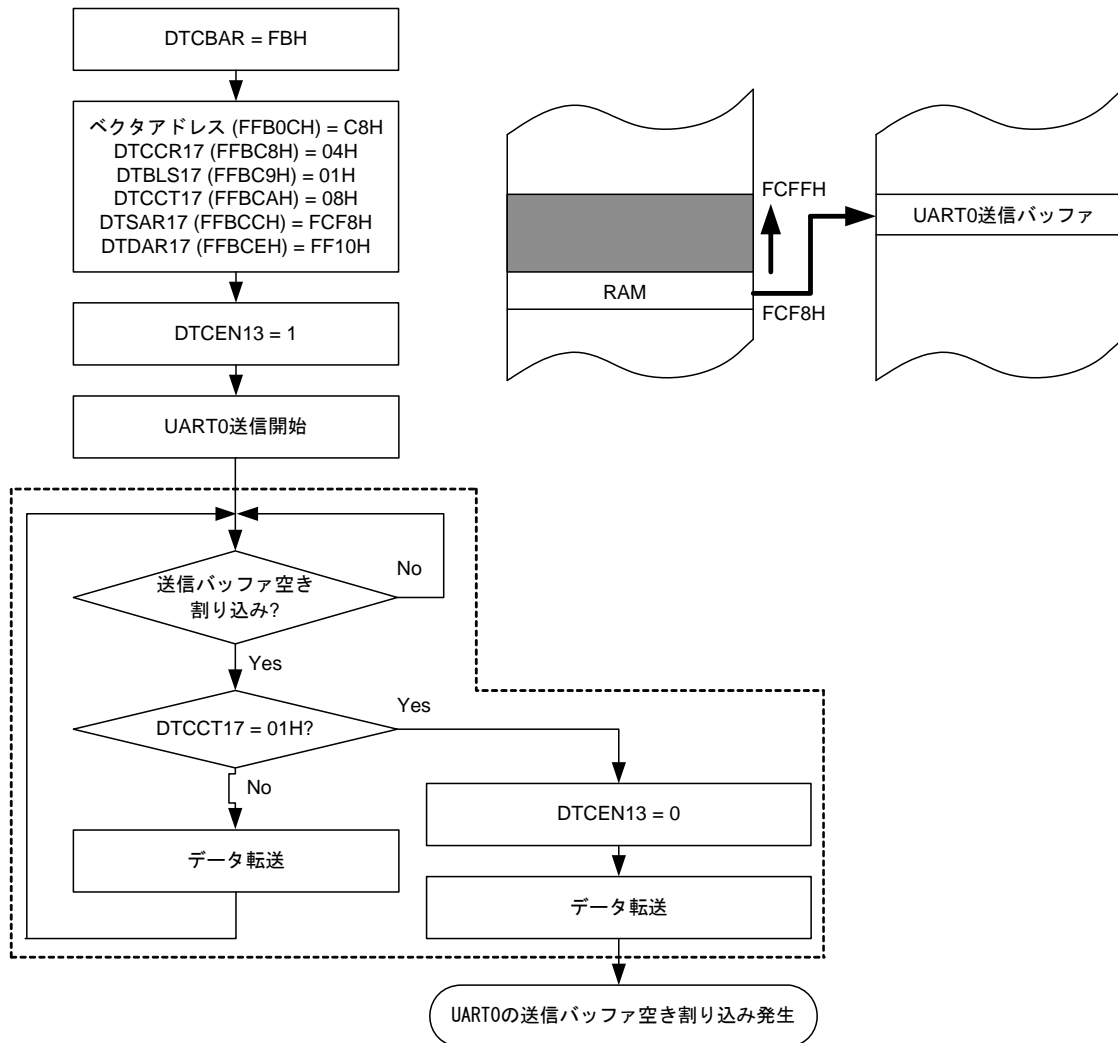 DTCBAR = FBH
ベクタアドレス (FFB0CH) = C8H
DTCCR17 (FFBC8H) = 04H
DTBLS17 (FFBC9H) = 01H
DTCCT17 (FFBCAH) = 08H
DTSAR17 (FFBCCH) = FCF8H
DTDAR17 (FFBCEH) = FF10H
DTCEN13 = 1
UART0送信開始
送信バッファ空き
割り込み?
No
Yes
DTCCT17 = 01H?
Yes
No
データ転送
DTCEN13 = 0
データ転送
UART0の送信バッファ空き割り込み発生
FCFFH
RAM
FCF8H
UART0送信バッファ